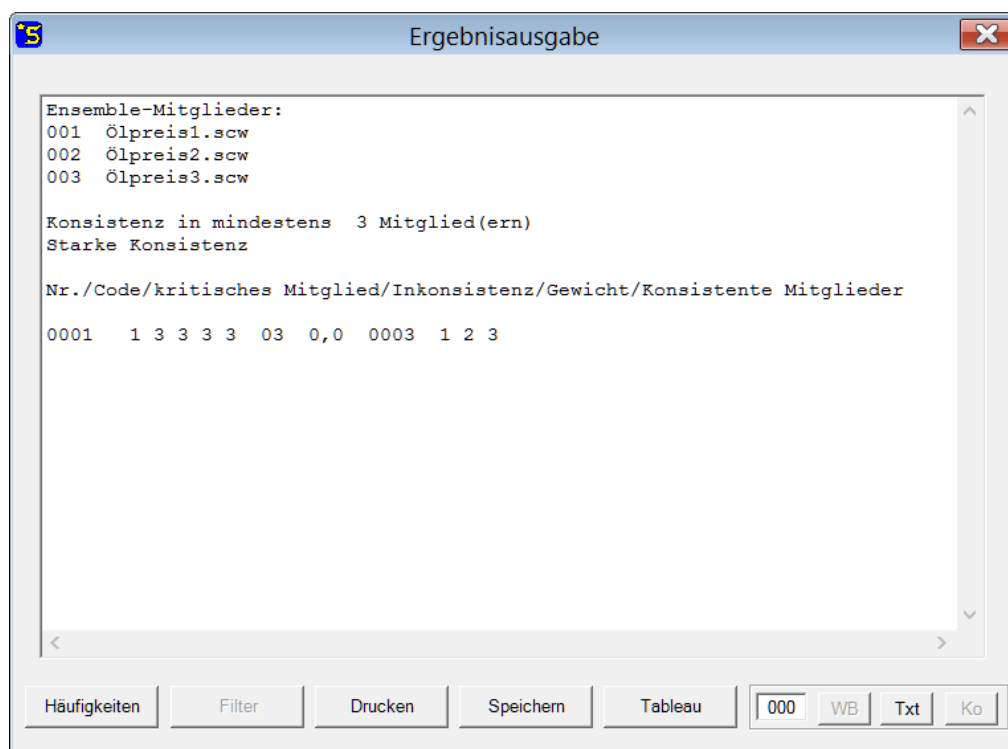 Ergebnisausgabe
Ensemble-Mitglieder:
001 Ölpreis1.scw
002 Ölpreis2.scw
003 Ölpreis3.scw
Konsistenz in mindestens 3 Mitglied(ern)
Starke Konsistenz
Nr./Code/kritisches Mitglied/Inkonsistenz/Gewicht/Konsistente Mitglieder
0001 1 3 3 3 3 03 0,0 0003 1 2 3
Häufigkeiten Filter Drucken Speichern Tableau 000 WB Txt Ko